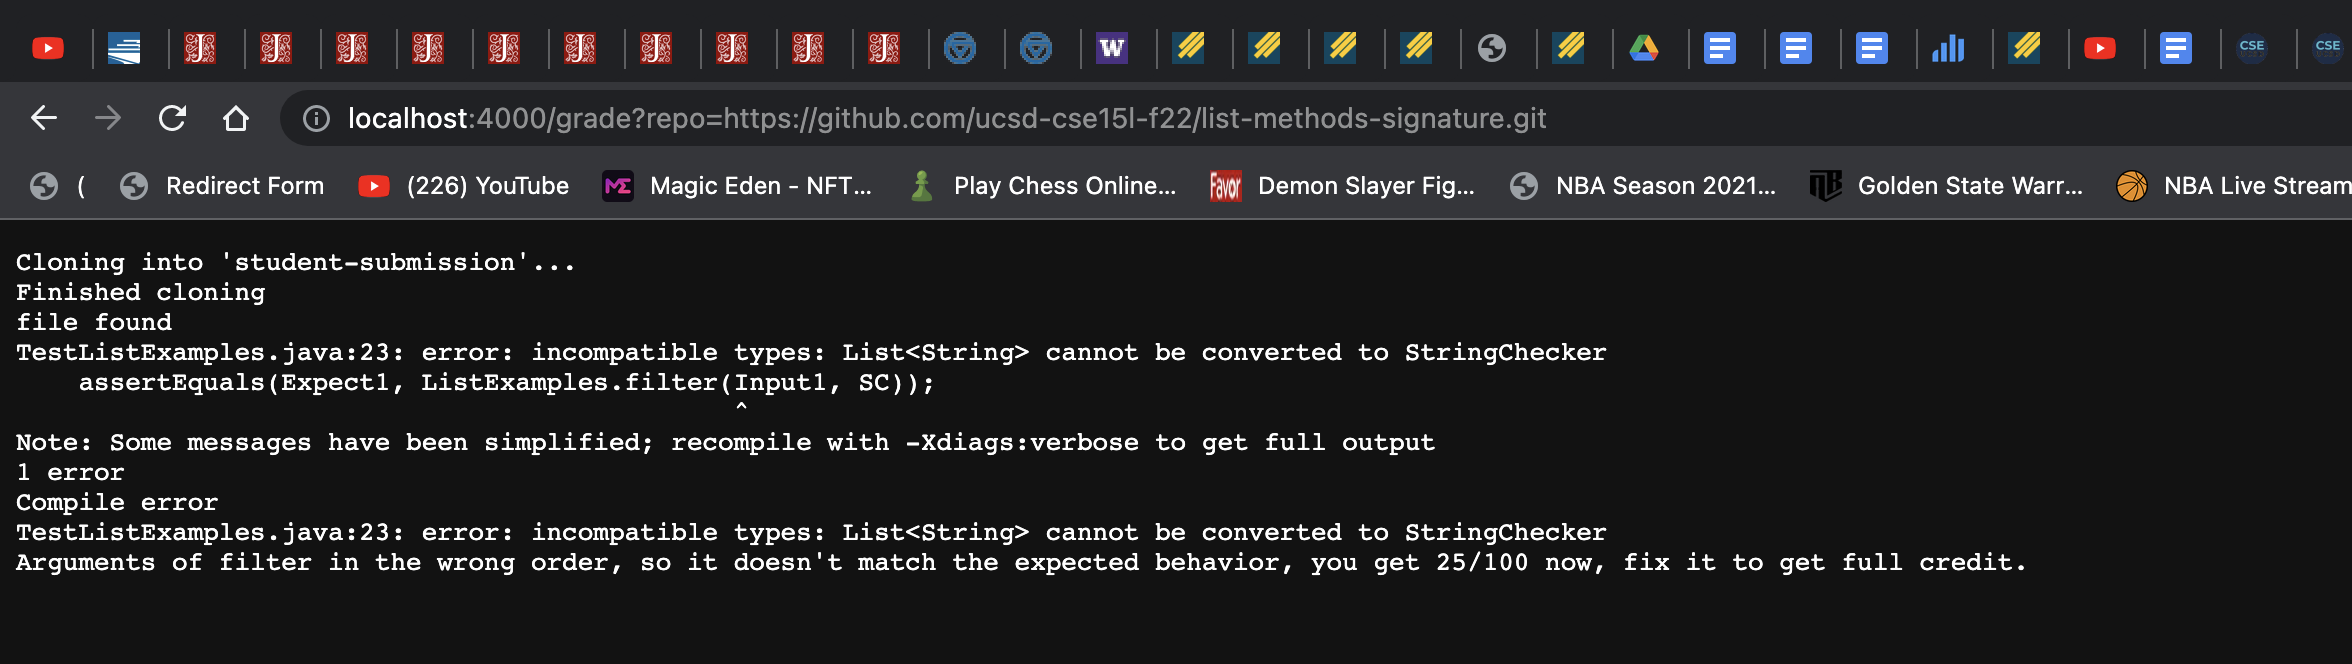 localhost:4000/grade?repo=https://github.com/ucsd-cse15l-f22/list-methods-signature.git
( Redirect Form (226) YouTube Magic Eden - NFT... Play Chess Online... Favor Demon Slayer Fig... NBA Season 2021... Golden State Warr... NBA Live Stream
Cloning into 'student-submission'...
Finished cloning
file found
TestListExamples.java:23: error: incompatible types: List<String> cannot be converted to StringChecker
    assertEquals(Expect1, ListExamples.filter(Input1, SC));
                                              ^
Note: Some messages have been simplified; recompile with -Xdiags:verbose to get full output
1 error
Compile error
TestListExamples.java:23: error: incompatible types: List<String> cannot be converted to StringChecker
Arguments of filter in the wrong order, so it doesn't match the expected behavior, you get 25/100 now, fix it to get full credit.